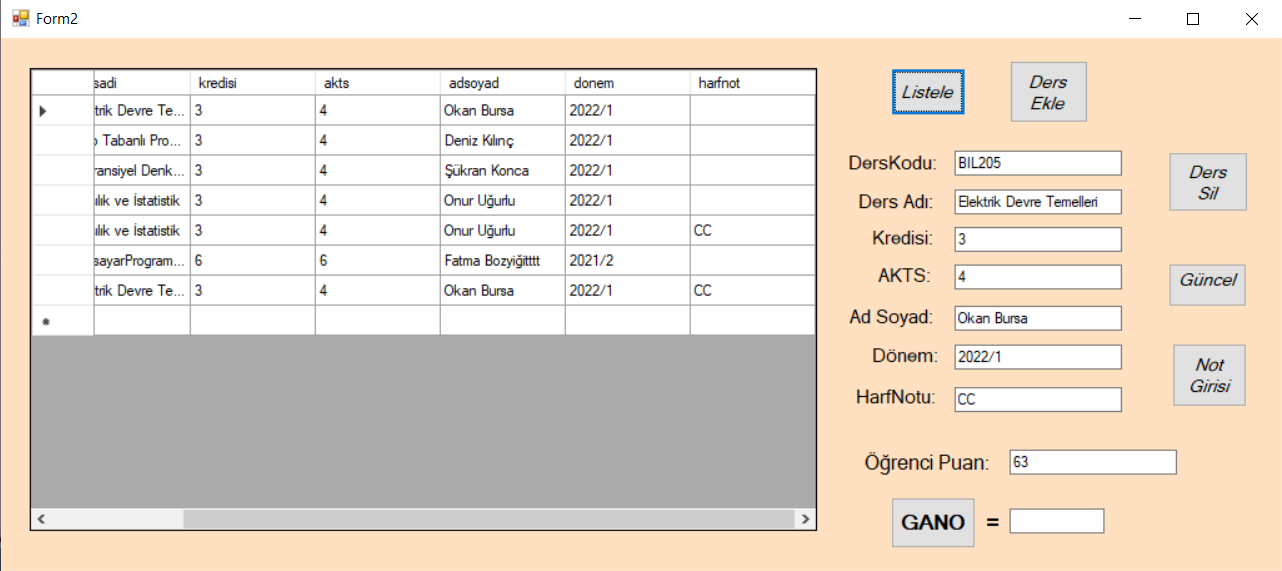 Form2
sadi kredisi akts adsoyad donem harfnot
trik Devre Te... 3 4 Okan Bursa 2022/1
o Tabanlı Pro... 3 4 Deniz Kılınç 2022/1
ransiyel Denk... 3 4 Şükran Konca 2022/1
ılık ve İstatistik 3 4 Onur Uğurlu 2022/1
ılık ve İstatistik 3 4 Onur Uğurlu 2022/1 CC
sayarProgram... 6 6 Fatma Bozyiğitttt 2021/2
trik Devre Te... 3 4 Okan Bursa 2022/1 CC
Listele
Ders
Ekle
DersKodu: BIL205
Ders Adı: Elektrik Devre Temelleri
Kredisi: 3
AKTS: 4
Ad Soyad: Okan Bursa
Dönem: 2022/1
HarfNotu: CC
Ders
Sil
Güncel
Not
Girisi
Öğrenci Puan: 63
GANO =